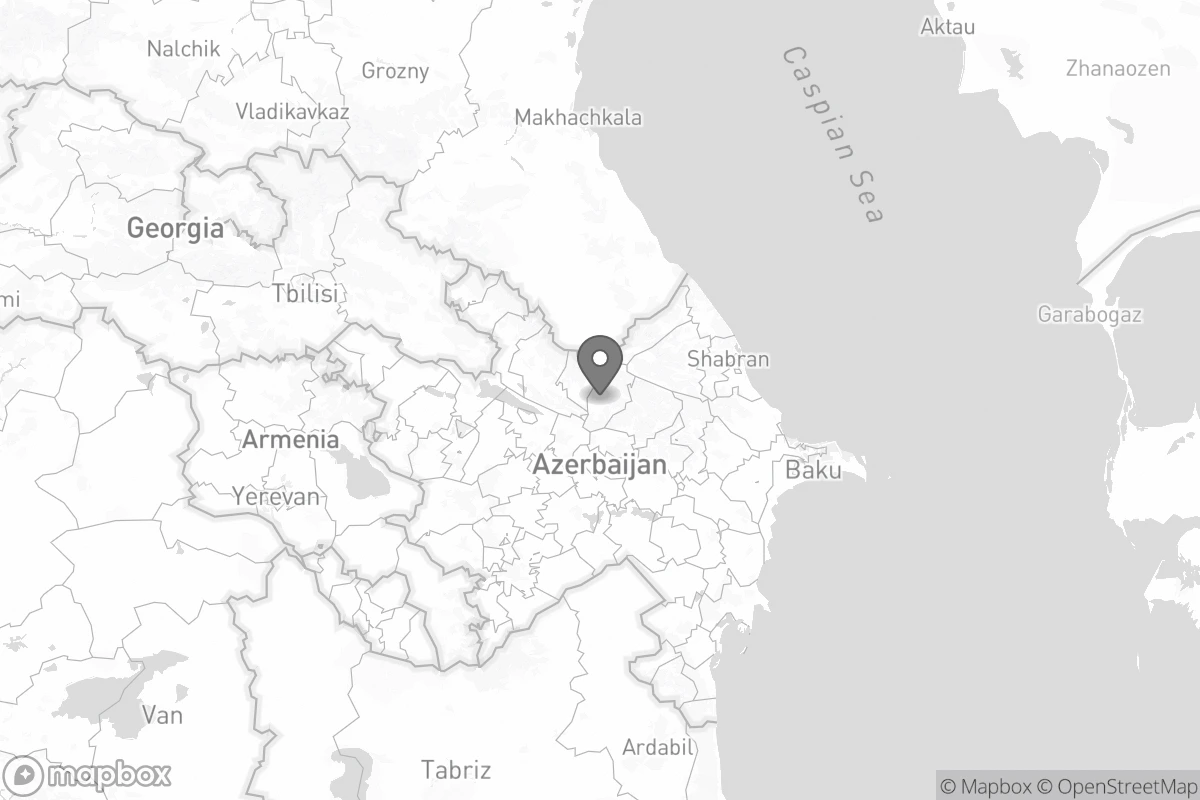 Aktau
Nalchik
Grozny
Zhanaozen
Vladikavkaz
Makhachkala
Caspian Sea
Georgia
Tbilisi
mi
Garabogaz
Shabran
Armenia
Azerbaijan
Baku
Yerevan
Van
Ardabil
Tabriz
mapbox
© Mapbox © OpenStreetMap